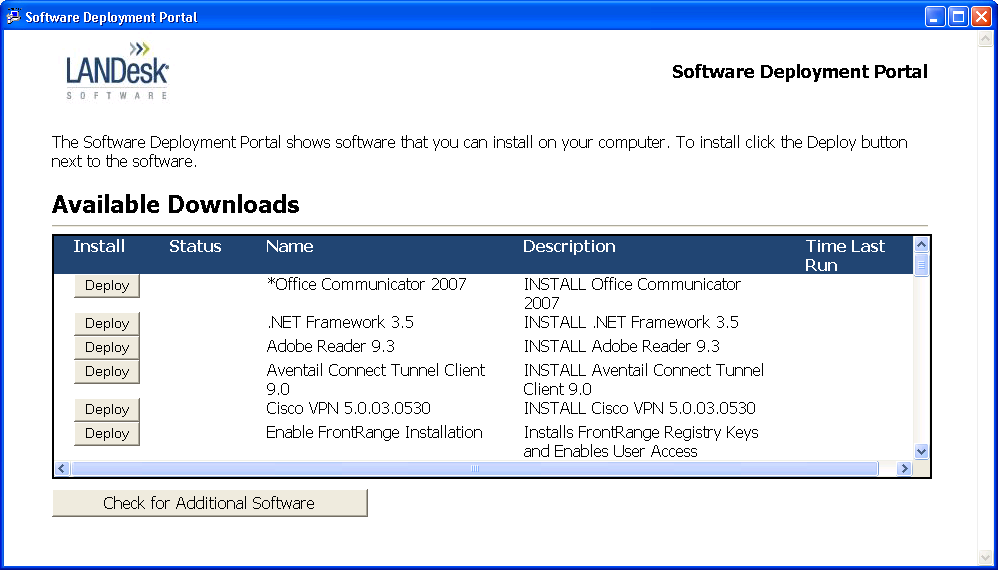 Software Deployment Portal
LANDesk
SOFTWARE
Software Deployment Portal
The Software Deployment Portal shows software that you can install on your computer. To install click the Deploy button
next to the software.
Available Downloads
Install Status Name Description Time Last
Run
Deploy *Office Communicator 2007 INSTALL Office Communicator
2007
Deploy .NET Framework 3.5 INSTALL .NET Framework 3.5
Deploy Adobe Reader 9.3 INSTALL Adobe Reader 9.3
Deploy Aventail Connect Tunnel Client INSTALL Aventail Connect Tunnel
9.0 Client 9.0
Deploy Cisco VPN 5.0.03.0530 INSTALL Cisco VPN 5.0.03.0530
Deploy Enable FrontRange Installation Installs FrontRange Registry Keys
and Enables User Access
Check for Additional Software